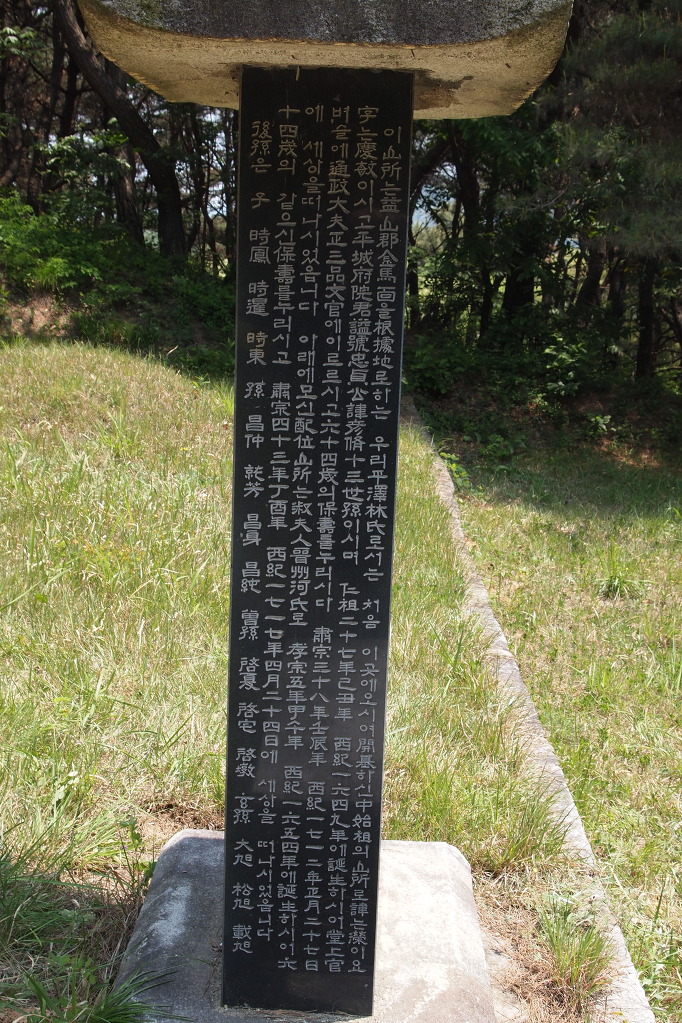 이 山所는 益山郡 金馬面을 根據地로 하는 우리 平澤林氏로서는 처음 이곳에 오시여 開基하신 中始祖의 山所로 諱는 榮이요
字는 慶敏이시고 平城府院君 諡號 忠貞公 諱 彦脩 十三世孫이시며 仁祖 二十七年 己丑年 西紀 一六四九年에 誕生하시어 堂上官
벼슬에 通政大夫 正三品 文官에 이르르시고 六十四歲의 保壽를 누리시다 肅宗 三十八年 壬辰年 西紀 一七一二年 正月 二十七日
에 세상을 떠나시었읍니다 아래에 모신 配位 山所는 淑夫人 晉州河氏로 孝宗 五年 甲午年 西紀 一六五四年에 誕生하시어 六
十四歲의 같으신 保壽를 누리시고 肅宗 四十三年 丁酉年 西紀 一七一七年 四月 二十四日에 세상을 떠나시었읍니다
後孫은 子 時鳳 時暹 時東 孫 昌仲 就芳 昌身 昌純 曾孫 啓夏 啓宅 啓敏 玄孫 大旭 松旭 載旭